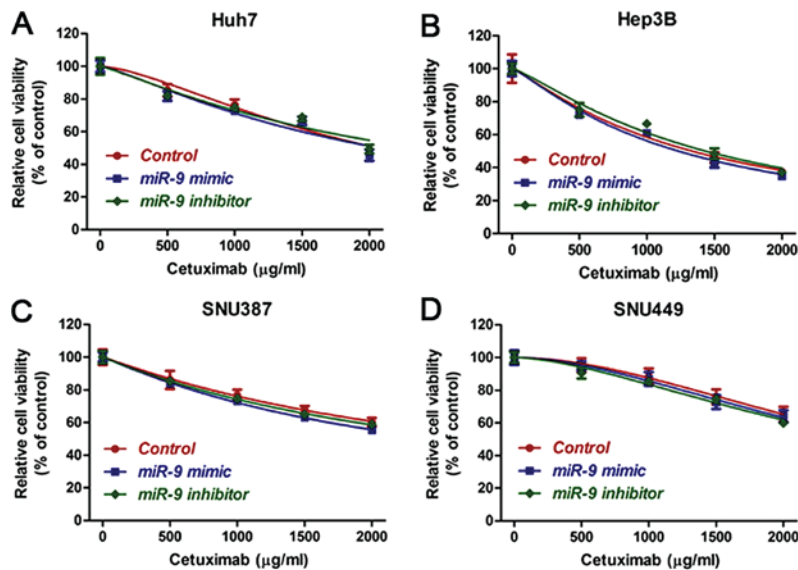 A
Huh7
Relative cell viability
(% of control)
120
100
80
60
40
20
0
Control
miR-9 mimic
miR-9 inhibitor
0 500 1000 1500 2000
Cetuximab (μg/ml)
B
Hep3B
Relative cell viability
(% of control)
120
100
80
60
40
20
0
Control
miR-9 mimic
miR-9 inhibitor
0 500 1000 1500 2000
Cetuximab (μg/ml)
C
SNU387
Relative cell viability
(% of control)
120
100
80
60
40
20
0
Control
miR-9 mimic
miR-9 inhibitor
0 500 1000 1500 2000
Cetuximab (μg/ml)
D
SNU449
Relative cell viability
(% of control)
120
100
80
60
40
20
0
Control
miR-9 mimic
miR-9 inhibitor
0 500 1000 1500 2000
Cetuximab (μg/ml)